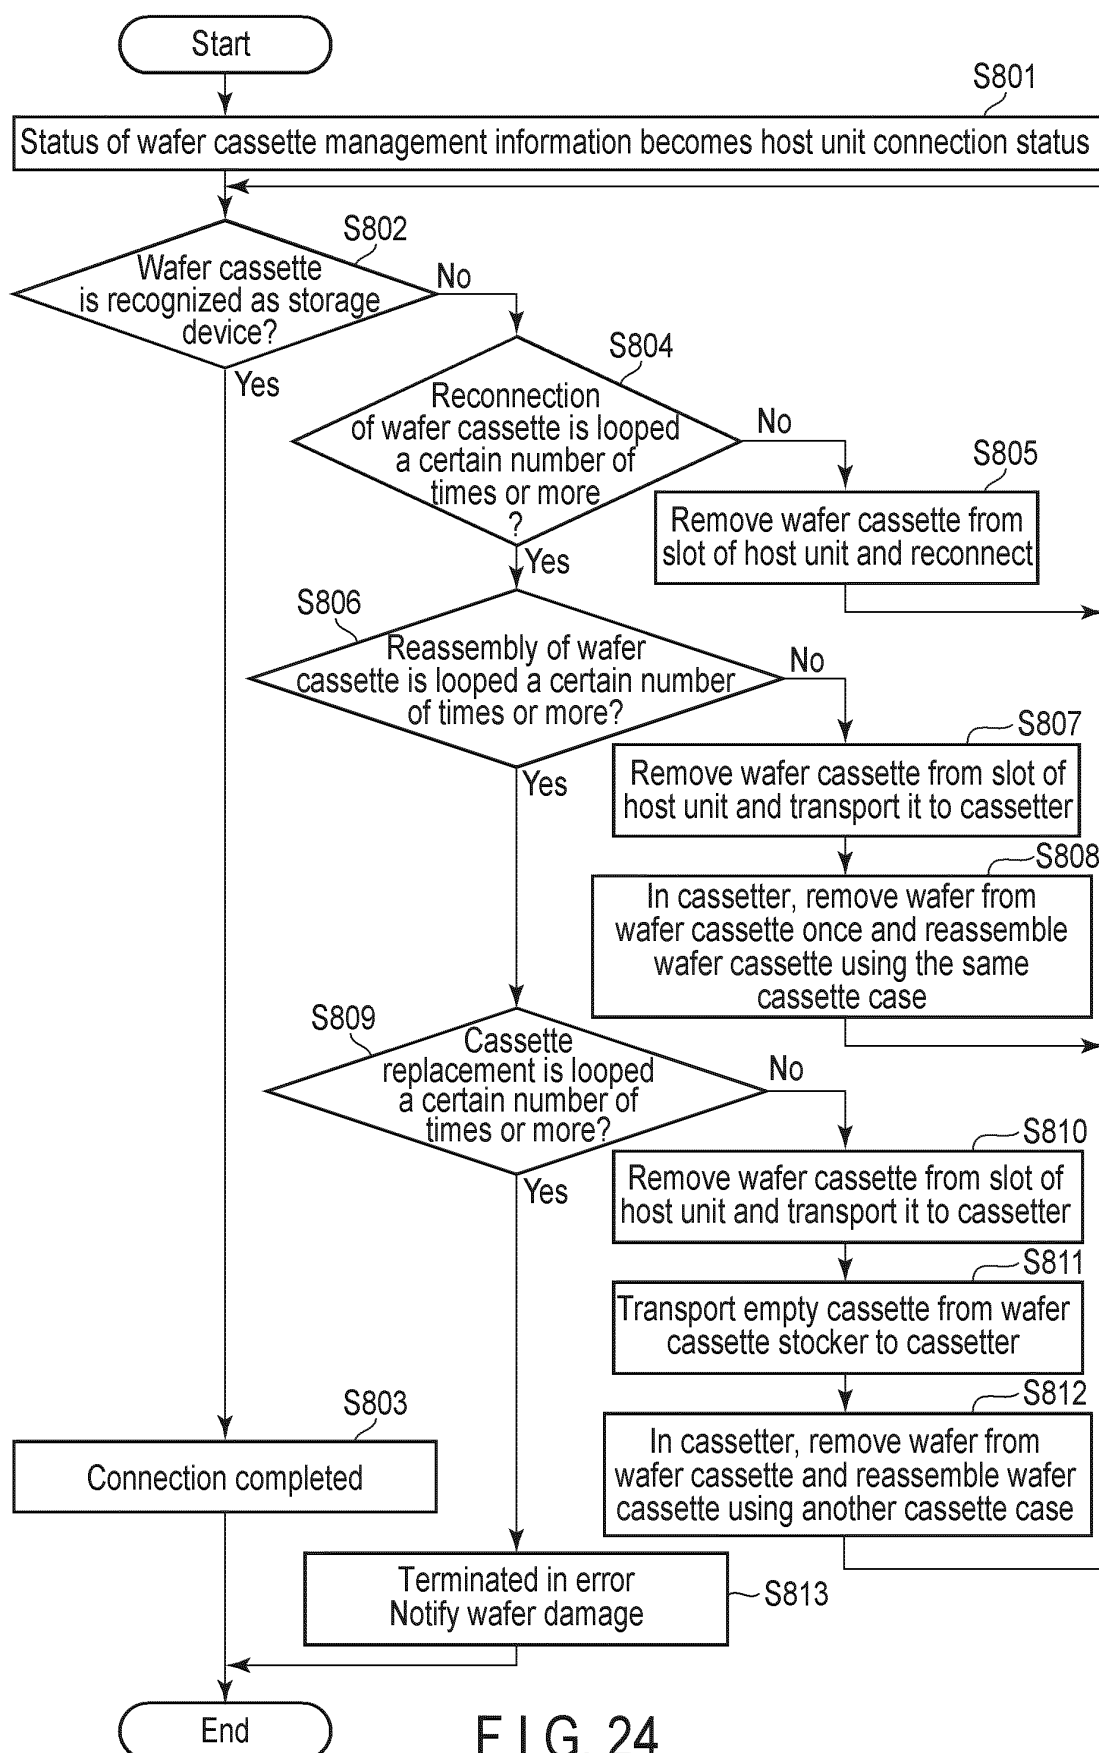 Start
S801
Status of wafer cassette management information becomes host unit connection status
S802
Wafer cassette
is recognized as storage
device?
No
Yes
S804
Reconnection
of wafer cassette is looped
a certain number of
times or more
?
No
Yes
S805
Remove wafer cassette from
slot of host unit and reconnect
S806
Reassembly of wafer
cassette is looped a certain number
of times or more?
No
Yes
S807
Remove wafer cassette from slot of
host unit and transport it to cassetter
S808
In cassetter, remove wafer from
wafer cassette once and reassemble
wafer cassette using the same
cassette case
S809
Cassette
replacement is looped
a certain number of
times or more?
No
Yes
S810
Remove wafer cassette from slot of
host unit and transport it to cassetter
S811
Transport empty cassette from wafer
cassette stocker to cassetter
S812
In cassetter, remove wafer from
wafer cassette and reassemble wafer
cassette using another cassette case
S803
Connection completed
S813
Terminated in error
Notify wafer damage
End
FIG. 24